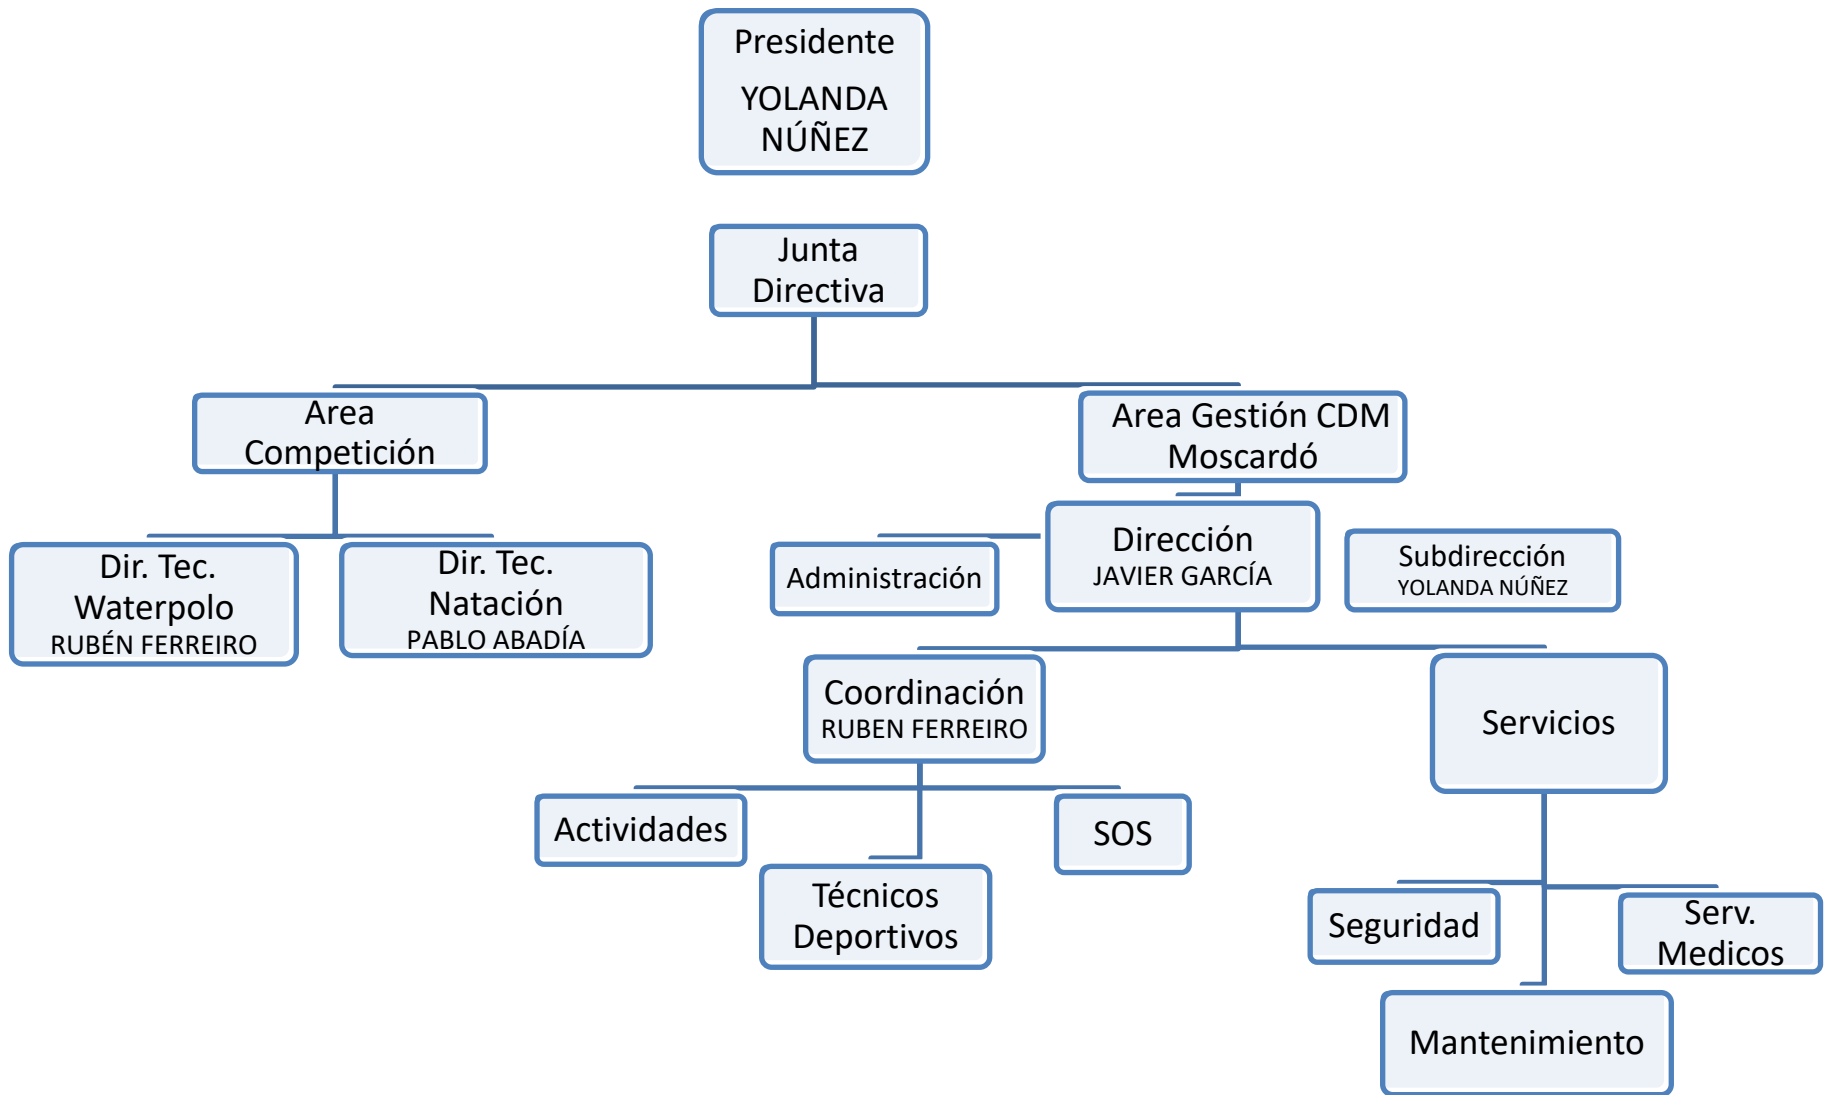 Presidente
YOLANDA
NÚÑEZ
Junta
Directiva
Area
Competición
Area Gestión CDM
Moscardó
Dir. Tec.
Waterpolo
RUBÉN FERREIRO
Dir. Tec.
Natación
PABLO ABADÍA
Administración
Dirección
JAVIER GARCÍA
Subdirección
YOLANDA NÚÑEZ
Coordinación
RUBEN FERREIRO
Servicios
Actividades
SOS
Técnicos
Deportivos
Seguridad
Serv.
Medicos
Mantenimiento